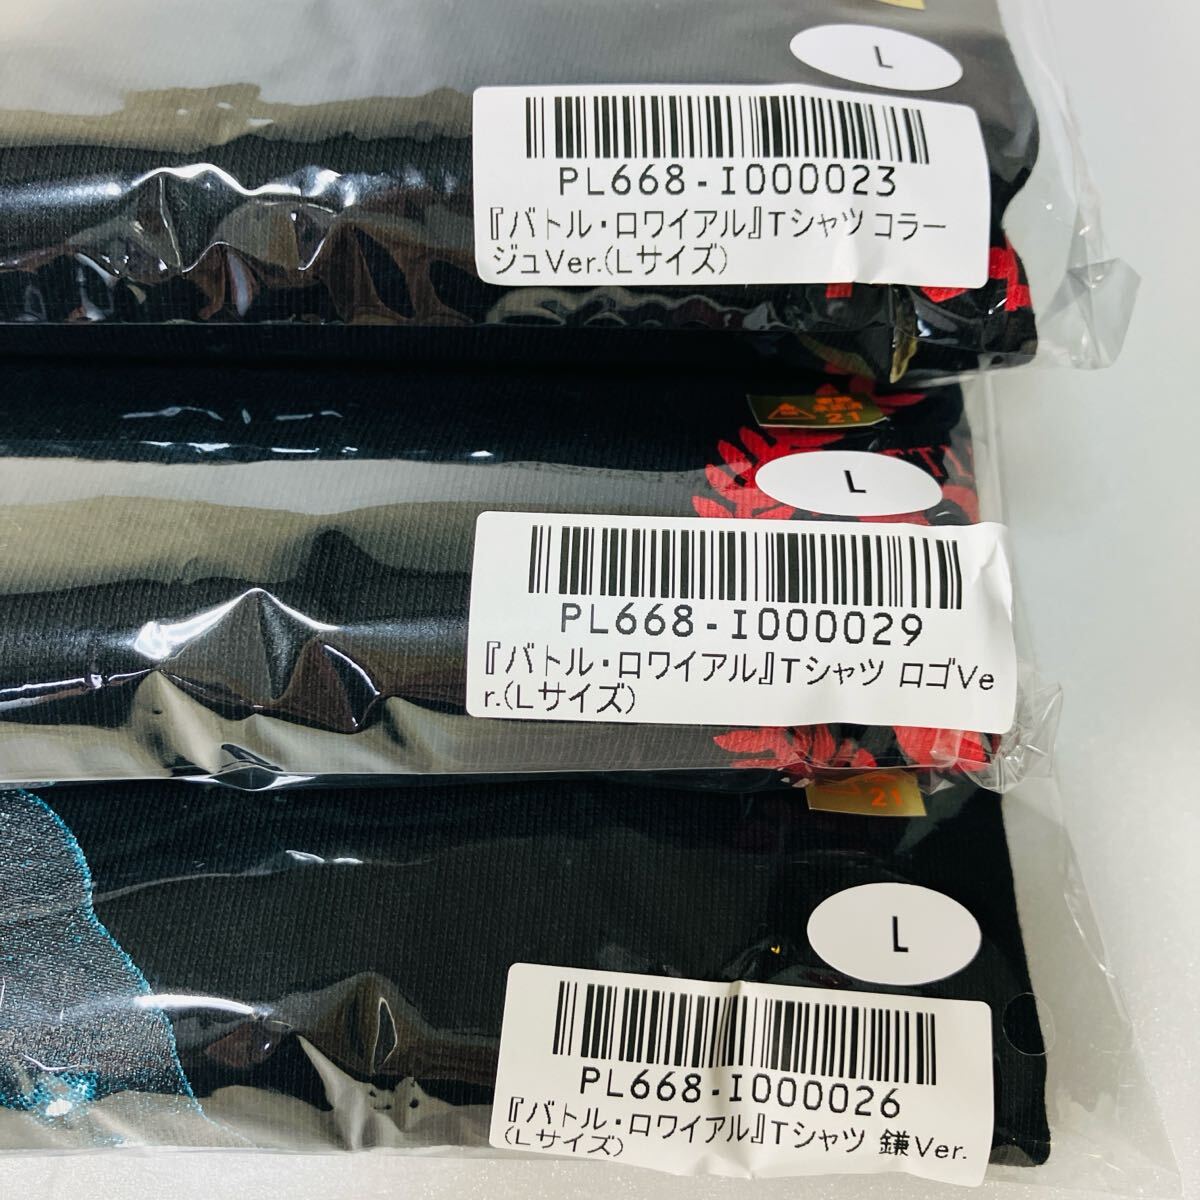 L
PL668-I000023
『バトル・ロワイアル』Tシャツ コラー
ジュVer.(Lサイズ)
21
L
PL668-I000029
『バトル・ロワイアル』Tシャツ ロゴVe
r.(Lサイズ)
21
L
PL668-I000026
『バトル・ロワイアル』Tシャツ 鎌Ver.
(Lサイズ)